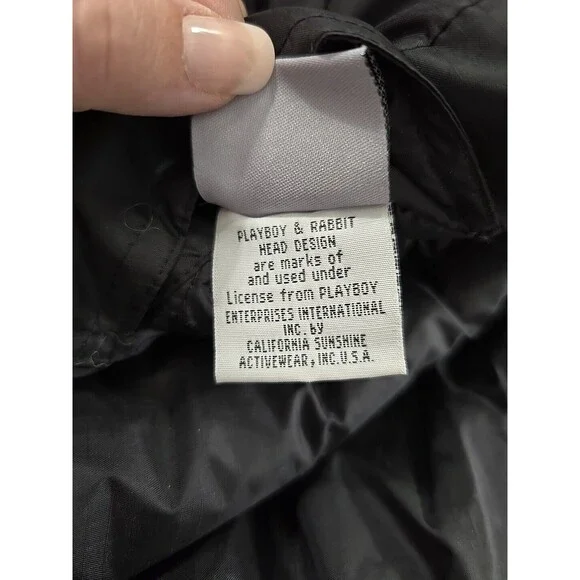 PLAYBOY & RABBIT
HEAD DESIGN
are marks of
and used under
License from PLAYBOY
ENTERPRISES INTERNATIONAL
INC. by
CALIFORNIA SUNSHINE
ACTIVEWEAR, INC.U.S.A.